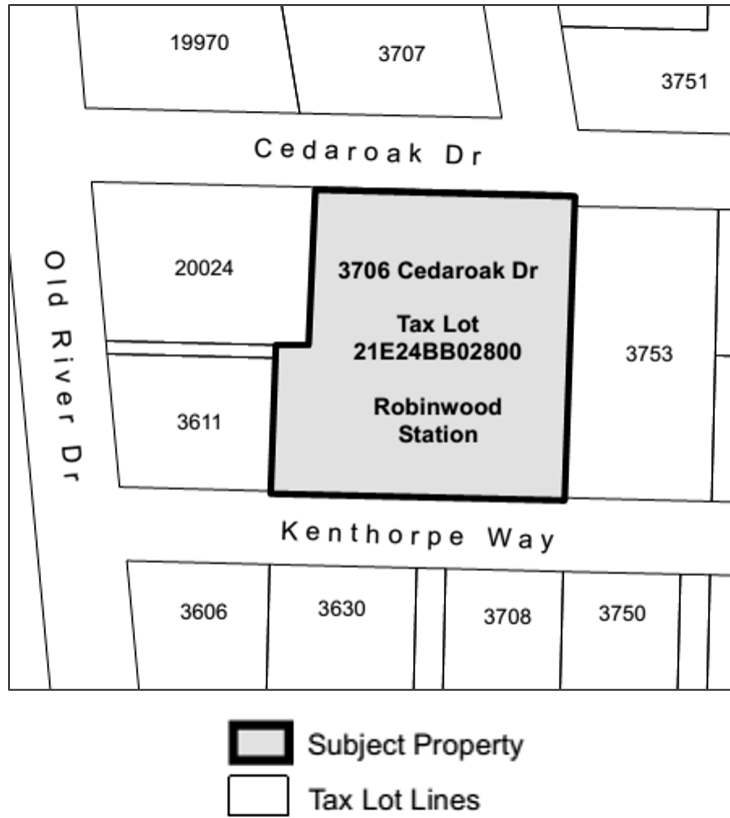 19970
3707
3751
Cedaroak Dr
20024
3706 Cedaroak Dr
Tax Lot
21E24BB02800
Robinwood
Station
3753
Old River Dr
3611
Kenthorpe Way
3606
3630
3708
3750
Subject Property
Tax Lot Lines